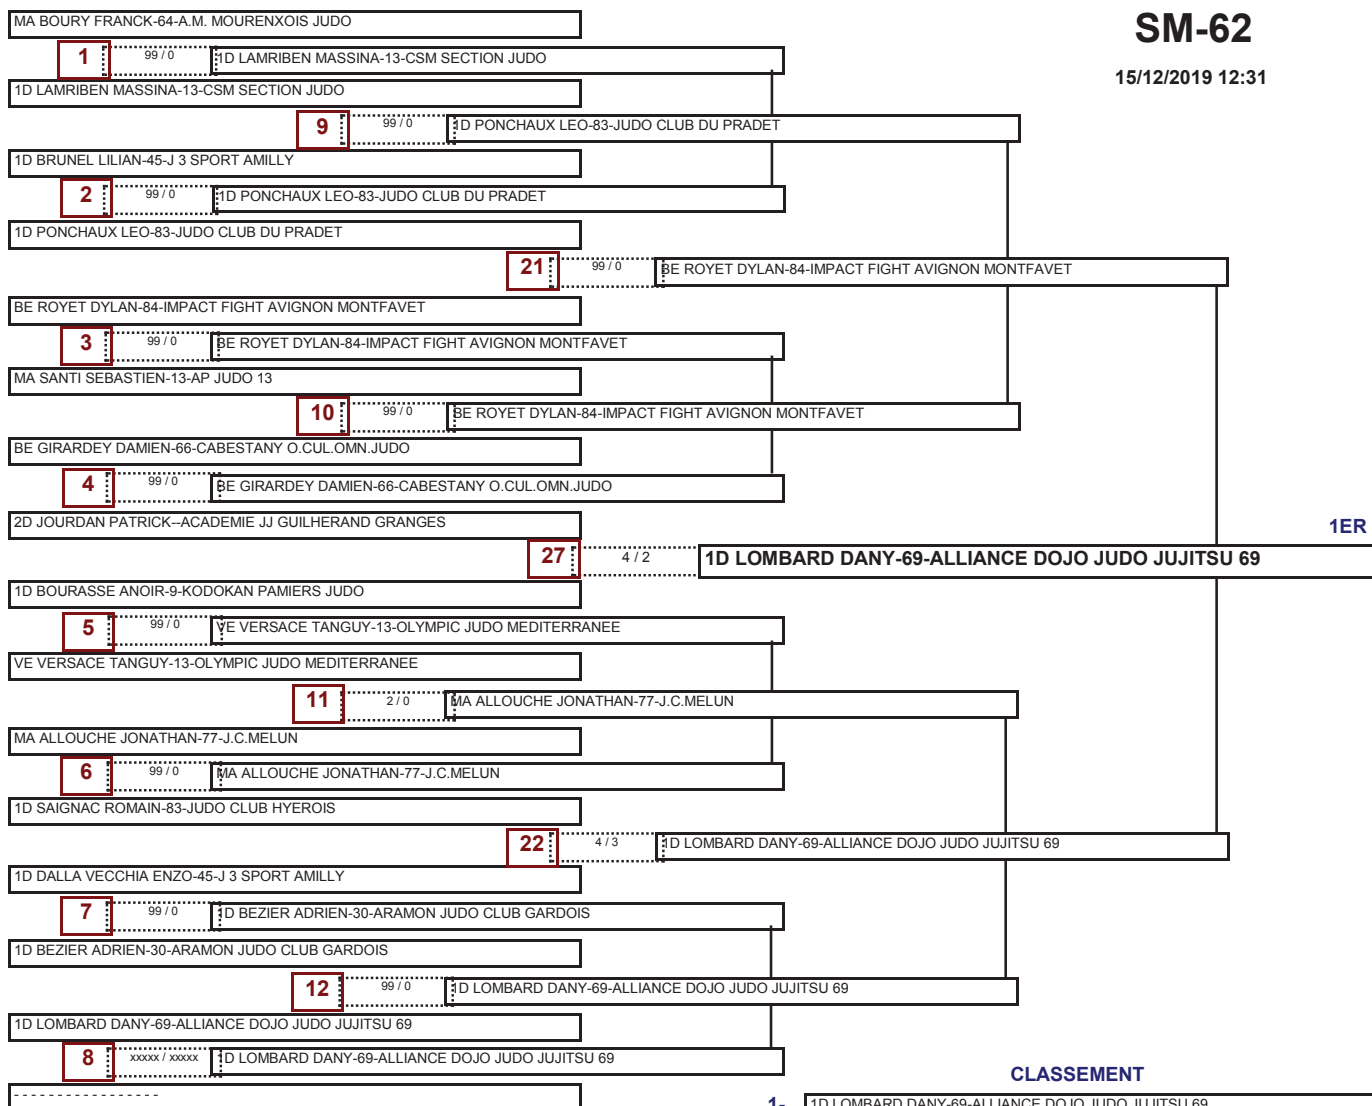 MA BOURY FRANCK-64-A.M. MOURENXOIS JUDO
SM-62
1 99 / 0 1D LAMRIBEN MASSINA-13-CSM SECTION JUDO
15/12/2019 12:31
1D LAMRIBEN MASSINA-13-CSM SECTION JUDO
9 99 / 0 1D PONCHAUX LEO-83-JUDO CLUB DU PRADET
1D BRUNEL LILIAN-45-J 3 SPORT AMILLY
2 99 / 0 1D PONCHAUX LEO-83-JUDO CLUB DU PRADET
1D PONCHAUX LEO-83-JUDO CLUB DU PRADET
21 99 / 0 BE ROYET DYLAN-84-IMPACT FIGHT AVIGNON MONTFAVET
BE ROYET DYLAN-84-IMPACT FIGHT AVIGNON MONTFAVET
3 99 / 0 BE ROYET DYLAN-84-IMPACT FIGHT AVIGNON MONTFAVET
MA SANTI SEBASTIEN-13-AP JUDO 13
10 99 / 0 BE ROYET DYLAN-84-IMPACT FIGHT AVIGNON MONTFAVET
BE GIRARDEY DAMIEN-66-CABESTANY O.CUL.OMN.JUDO
4 99 / 0 BE GIRARDEY DAMIEN-66-CABESTANY O.CUL.OMN.JUDO
2D JOURDAN PATRICK--ACADEMIE JJ GUILHERAND GRANGES
1ER
27 4 / 2 1D LOMBARD DANY-69-ALLIANCE DOJO JUDO JUJITSU 69
1D BOURASSE ANOIR-9-KODOKAN PAMIERS JUDO
5 99 / 0 VE VERSACE TANGUY-13-OLYMPIC JUDO MEDITERRANEE
VE VERSACE TANGUY-13-OLYMPIC JUDO MEDITERRANEE
11 2 / 0 MA ALLOUCHE JONATHAN-77-J.C.MELUN
MA ALLOUCHE JONATHAN-77-J.C.MELUN
6 99 / 0 MA ALLOUCHE JONATHAN-77-J.C.MELUN
1D SAIGNAC ROMAIN-83-JUDO CLUB HYEROIS
22 4 / 3 1D LOMBARD DANY-69-ALLIANCE DOJO JUDO JUJITSU 69
1D DALLA VECCHIA ENZO-45-J 3 SPORT AMILLY
7 99 / 0 1D BEZIER ADRIEN-30-ARAMON JUDO CLUB GARDOIS
1D BEZIER ADRIEN-30-ARAMON JUDO CLUB GARDOIS
12 99 / 0 1D LOMBARD DANY-69-ALLIANCE DOJO JUDO JUJITSU 69
1D LOMBARD DANY-69-ALLIANCE DOJO JUDO JUJITSU 69
8 xxxxx / xxxxx 1D LOMBARD DANY-69-ALLIANCE DOJO JUDO JUJITSU 69
CLASSEMENT
- - - - - - - - - - - - - - - - -
1- 1D LOMBARD DANY-69-ALLIANCE DOJO JUDO JUJITSU 69